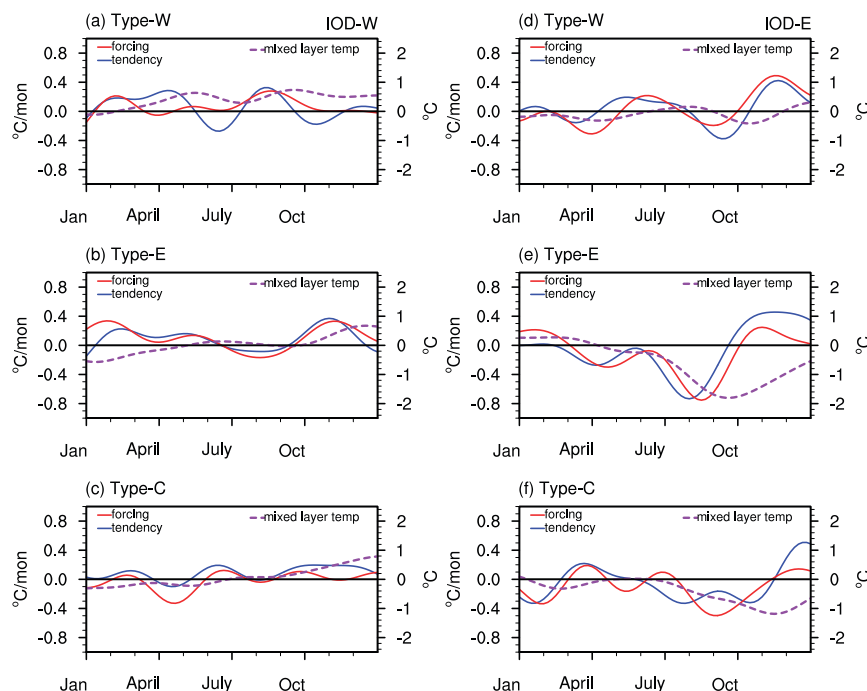 (a) Type-W IOD-W
forcing mixed layer temp
tendency
0.8
0.4
0.0
-0.4
-0.8
°C/mon
2
1
0
-1
-2
°C
Jan April July Oct
(d) Type-W IOD-E
forcing mixed layer temp
tendency
0.8
0.4
0.0
-0.4
-0.8
°C/mon
2
1
0
-1
-2
°C
Jan April July Oct
(b) Type-E
forcing mixed layer temp
tendency
0.8
0.4
0.0
-0.4
-0.8
°C/mon
2
1
0
-1
-2
°C
Jan April July Oct
(e) Type-E
forcing mixed layer temp
tendency
0.8
0.4
0.0
-0.4
-0.8
°C/mon
2
1
0
-1
-2
°C
Jan April July Oct
(c) Type-C
forcing mixed layer temp
tendency
0.8
0.4
0.0
-0.4
-0.8
°C/mon
2
1
0
-1
-2
°C
Jan April July Oct
(f) Type-C
forcing mixed layer temp
tendency
0.8
0.4
0.0
-0.4
-0.8
°C/mon
2
1
0
-1
-2
°C
Jan April July Oct